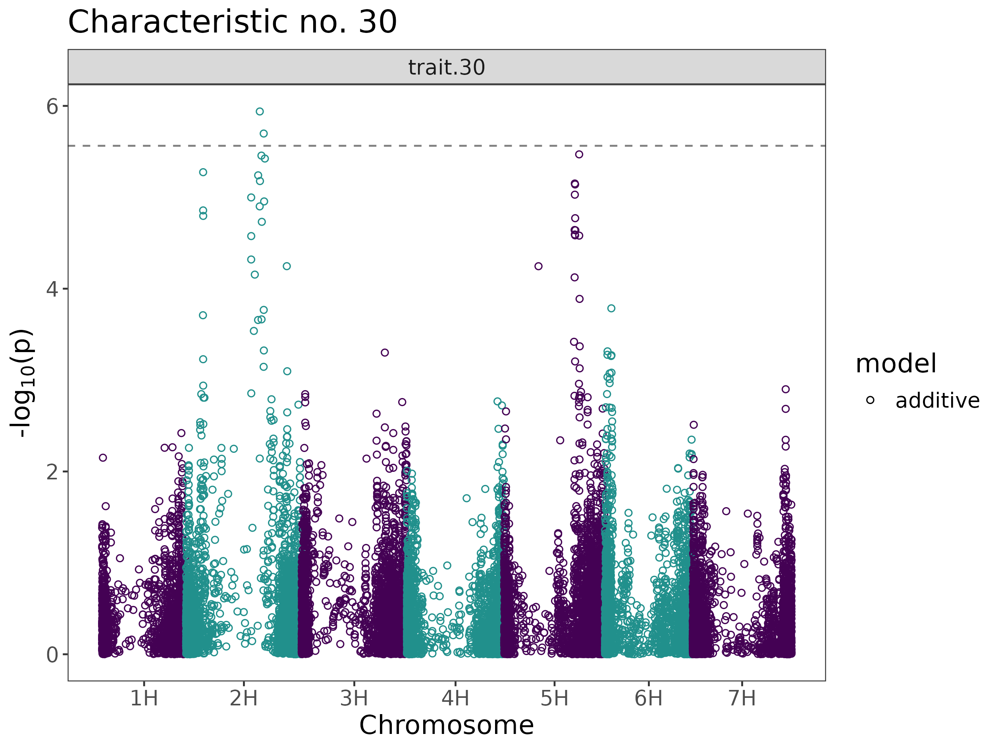 Characteristic no. 30
trait.30
6
4
2
0
-log10(p)
1H 2H 3H 4H 5H 6H 7H
Chromosome
model
additive